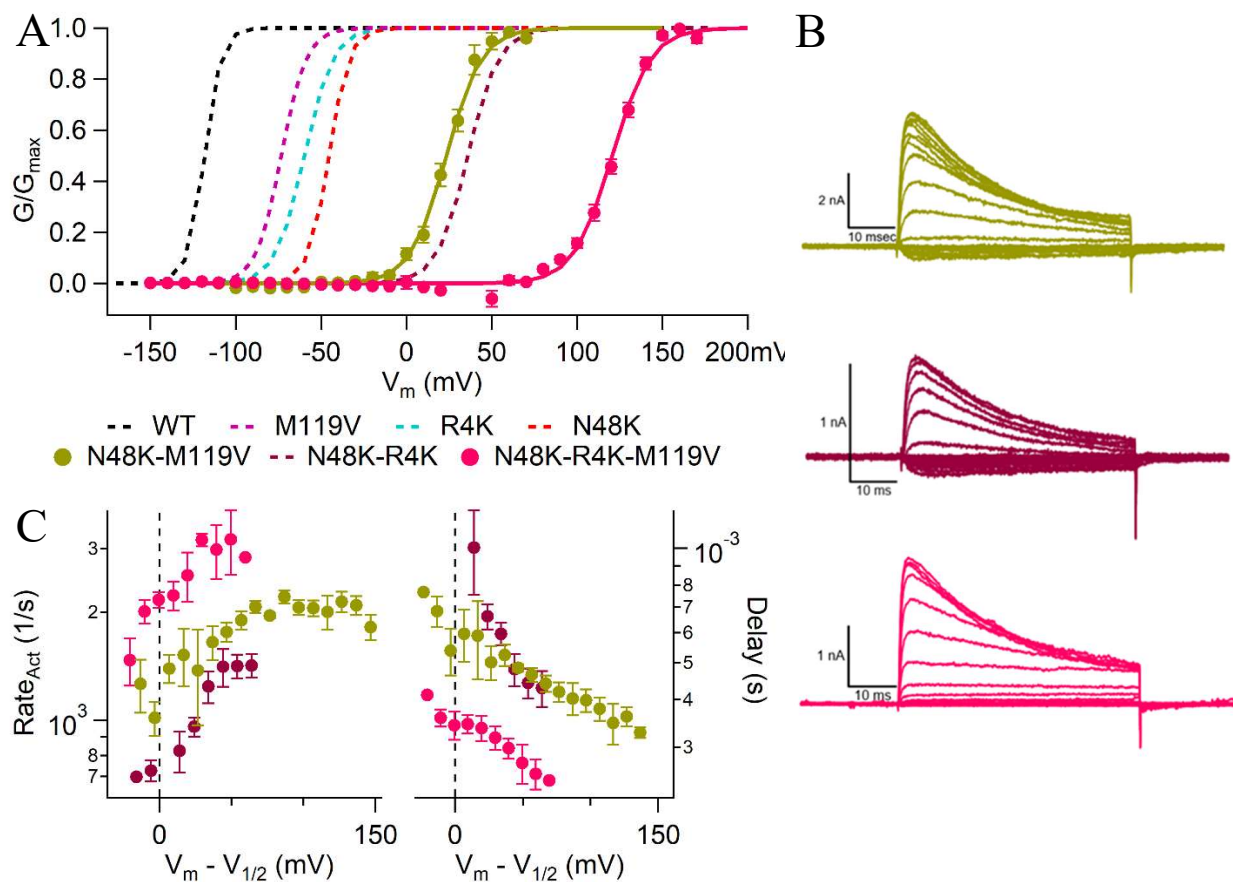 A
G/Gmax
1.0
0.8
0.6
0.4
0.2
0.0
-150
-100
-50
0
50
100
150
200mV
Vm (mV)
WT
M119V
R4K
N48K
N48K-M119V
N48K-R4K
N48K-R4K-M119V
B
2 nA
10 msec
1 nA
10 ms
1 nA
10 ms
C
RateAct (1/s)
3
2
10³
8
7
0
150
Vm - V1/2 (mV)
0
150
Vm - V1/2 (mV)
10⁻³
8
7
6
5
4
3
Delay (s)